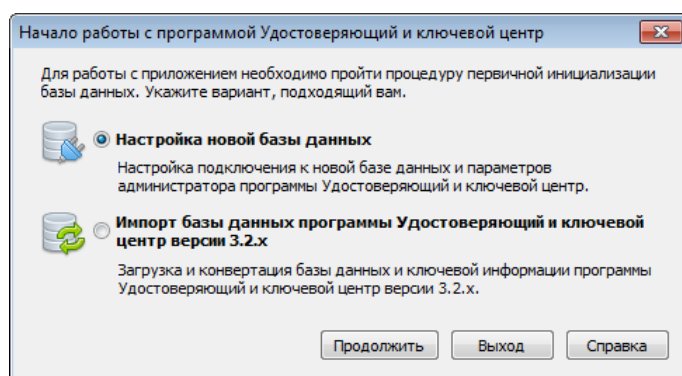 Начало работы с программой Удостоверяющий и ключевой центр
Для работы с приложением необходимо пройти процедуру первичной инициализации
базы данных. Укажите вариант, подходящий вам.
Настройка новой базы данных
Настройка подключения к новой базе данных и параметров
администратора программы Удостоверяющий и ключевой центр.
Импорт базы данных программы Удостоверяющий и ключевой
центр версии 3.2.x
Загрузка и конвертация базы данных и ключевой информации программы
Удостоверяющий и ключевой центр версии 3.2.x.
Продолжить Выход Справка